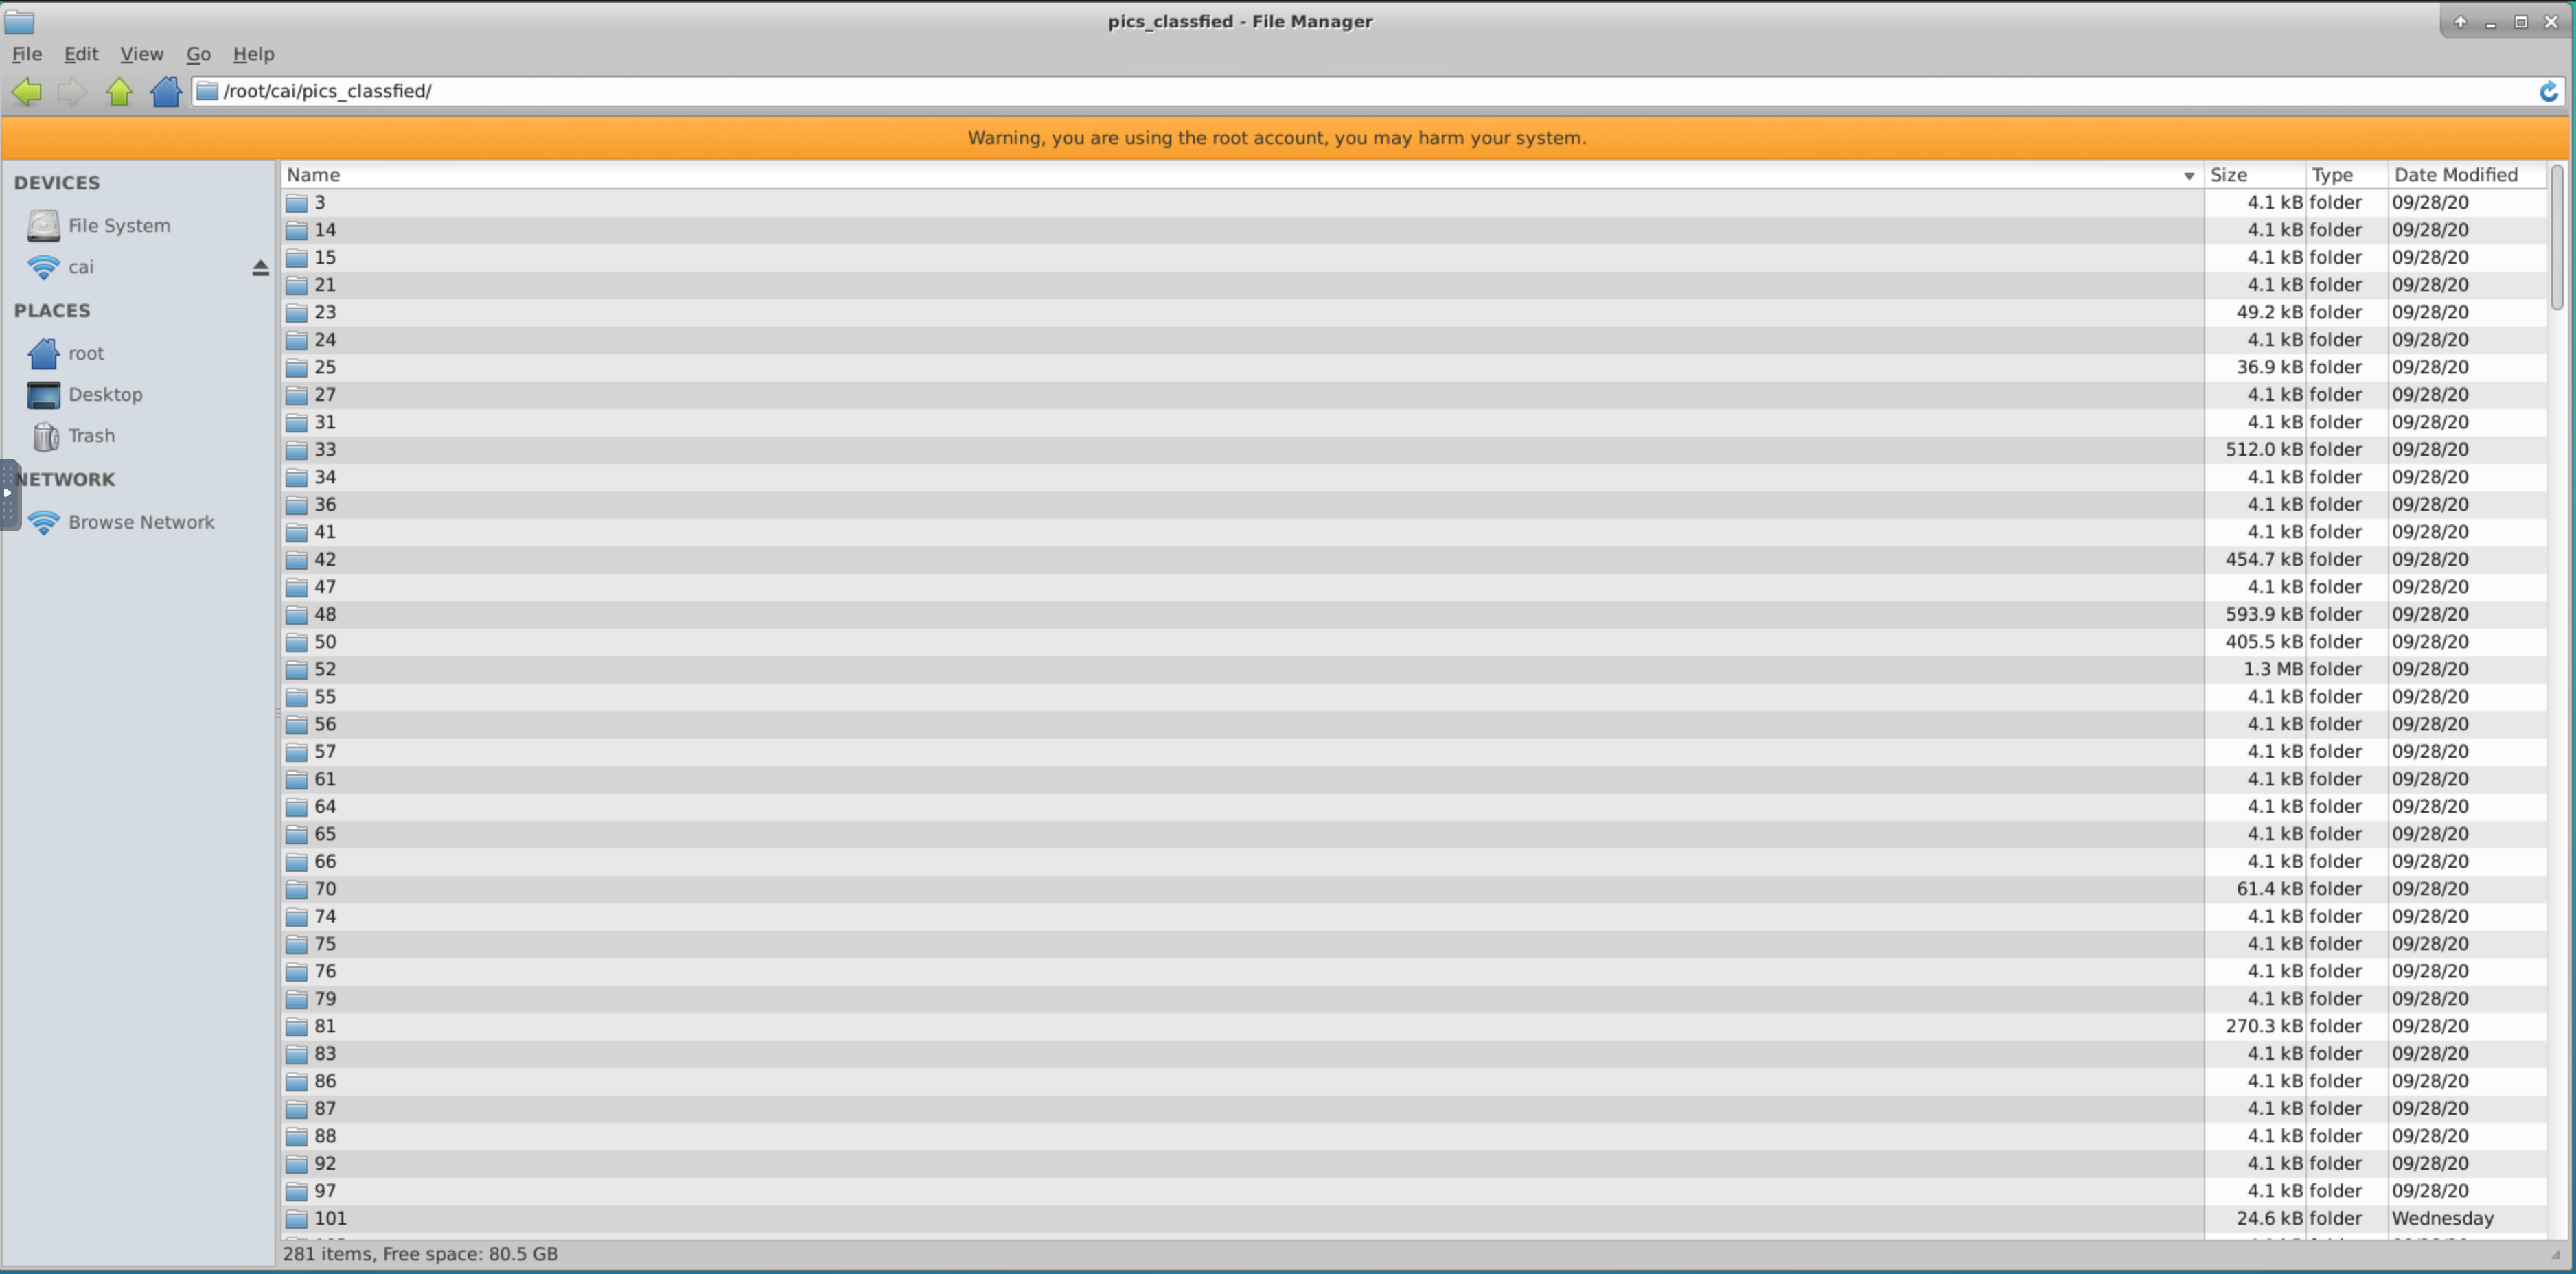 pics_classfied - File Manager
File Edit View Go Help
/root/cai/pics_classfied/
Warning, you are using the root account, you may harm your system.
DEVICES
File System
cai
PLACES
root
Desktop
Trash
NETWORK
Browse Network
Name Size Type Date Modified
3 4.1 kB folder 09/28/20
14 4.1 kB folder 09/28/20
15 4.1 kB folder 09/28/20
21 4.1 kB folder 09/28/20
23 49.2 kB folder 09/28/20
24 4.1 kB folder 09/28/20
25 36.9 kB folder 09/28/20
27 4.1 kB folder 09/28/20
31 4.1 kB folder 09/28/20
33 512.0 kB folder 09/28/20
34 4.1 kB folder 09/28/20
36 4.1 kB folder 09/28/20
41 4.1 kB folder 09/28/20
42 454.7 kB folder 09/28/20
47 4.1 kB folder 09/28/20
48 593.9 kB folder 09/28/20
50 405.5 kB folder 09/28/20
52 1.3 MB folder 09/28/20
55 4.1 kB folder 09/28/20
56 4.1 kB folder 09/28/20
57 4.1 kB folder 09/28/20
61 4.1 kB folder 09/28/20
64 4.1 kB folder 09/28/20
65 4.1 kB folder 09/28/20
66 4.1 kB folder 09/28/20
70 61.4 kB folder 09/28/20
74 4.1 kB folder 09/28/20
75 4.1 kB folder 09/28/20
76 4.1 kB folder 09/28/20
79 4.1 kB folder 09/28/20
81 270.3 kB folder 09/28/20
83 4.1 kB folder 09/28/20
86 4.1 kB folder 09/28/20
87 4.1 kB folder 09/28/20
88 4.1 kB folder 09/28/20
92 4.1 kB folder 09/28/20
97 4.1 kB folder 09/28/20
101 24.6 kB folder Wednesday
281 items, Free space: 80.5 GB